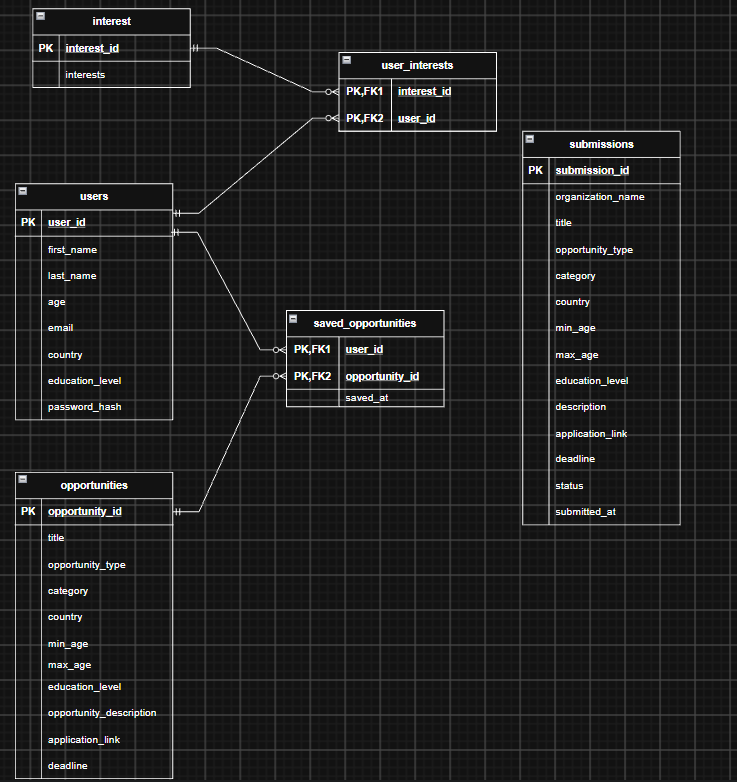 interest
PK interest_id
interests
user_interests
PK,FK1 interest_id
PK,FK2 user_id
submissions
PK submission_id
organization_name
title
opportunity_type
category
country
min_age
max_age
education_level
description
application_link
deadline
status
submitted_at
users
PK user_id
first_name
last_name
age
email
country
education_level
password_hash
saved_opportunities
PK,FK1 user_id
PK,FK2 opportunity_id
saved_at
opportunities
PK opportunity_id
title
opportunity_type
category
country
min_age
max_age
education_level
opportunity_description
application_link
deadline